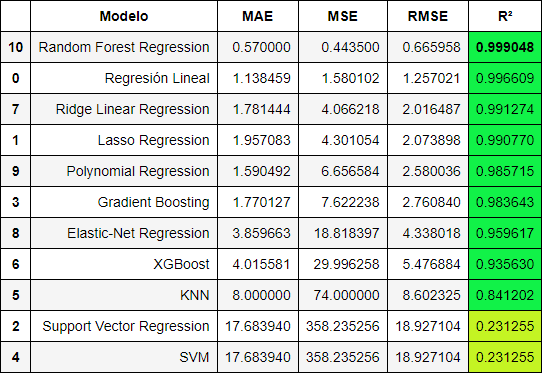 Modelo MAE MSE RMSE R²
10 Random Forest Regression 0.570000 0.443500 0.665958 0.999048
0 Regresión Lineal 1.138459 1.580102 1.257021 0.996609
7 Ridge Linear Regression 1.781444 4.066218 2.016487 0.991274
1 Lasso Regression 1.957083 4.301054 2.073898 0.990770
9 Polynomial Regression 1.590492 6.656584 2.580036 0.985715
3 Gradient Boosting 1.770127 7.622238 2.760840 0.983643
8 Elastic-Net Regression 3.859663 18.818397 4.338018 0.959617
6 XGBoost 4.015581 29.996258 5.476884 0.935630
5 KNN 8.000000 74.000000 8.602325 0.841202
2 Support Vector Regression 17.683940 358.235256 18.927104 0.231255
4 SVM 17.683940 358.235256 18.927104 0.231255